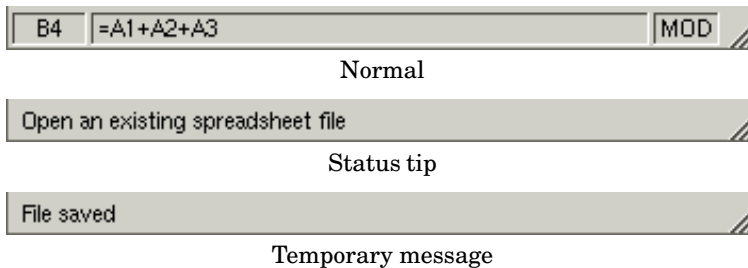 B4 =A1+A2+A3 MOD
Normal
Open an existing spreadsheet file
Status tip
File saved
Temporary message